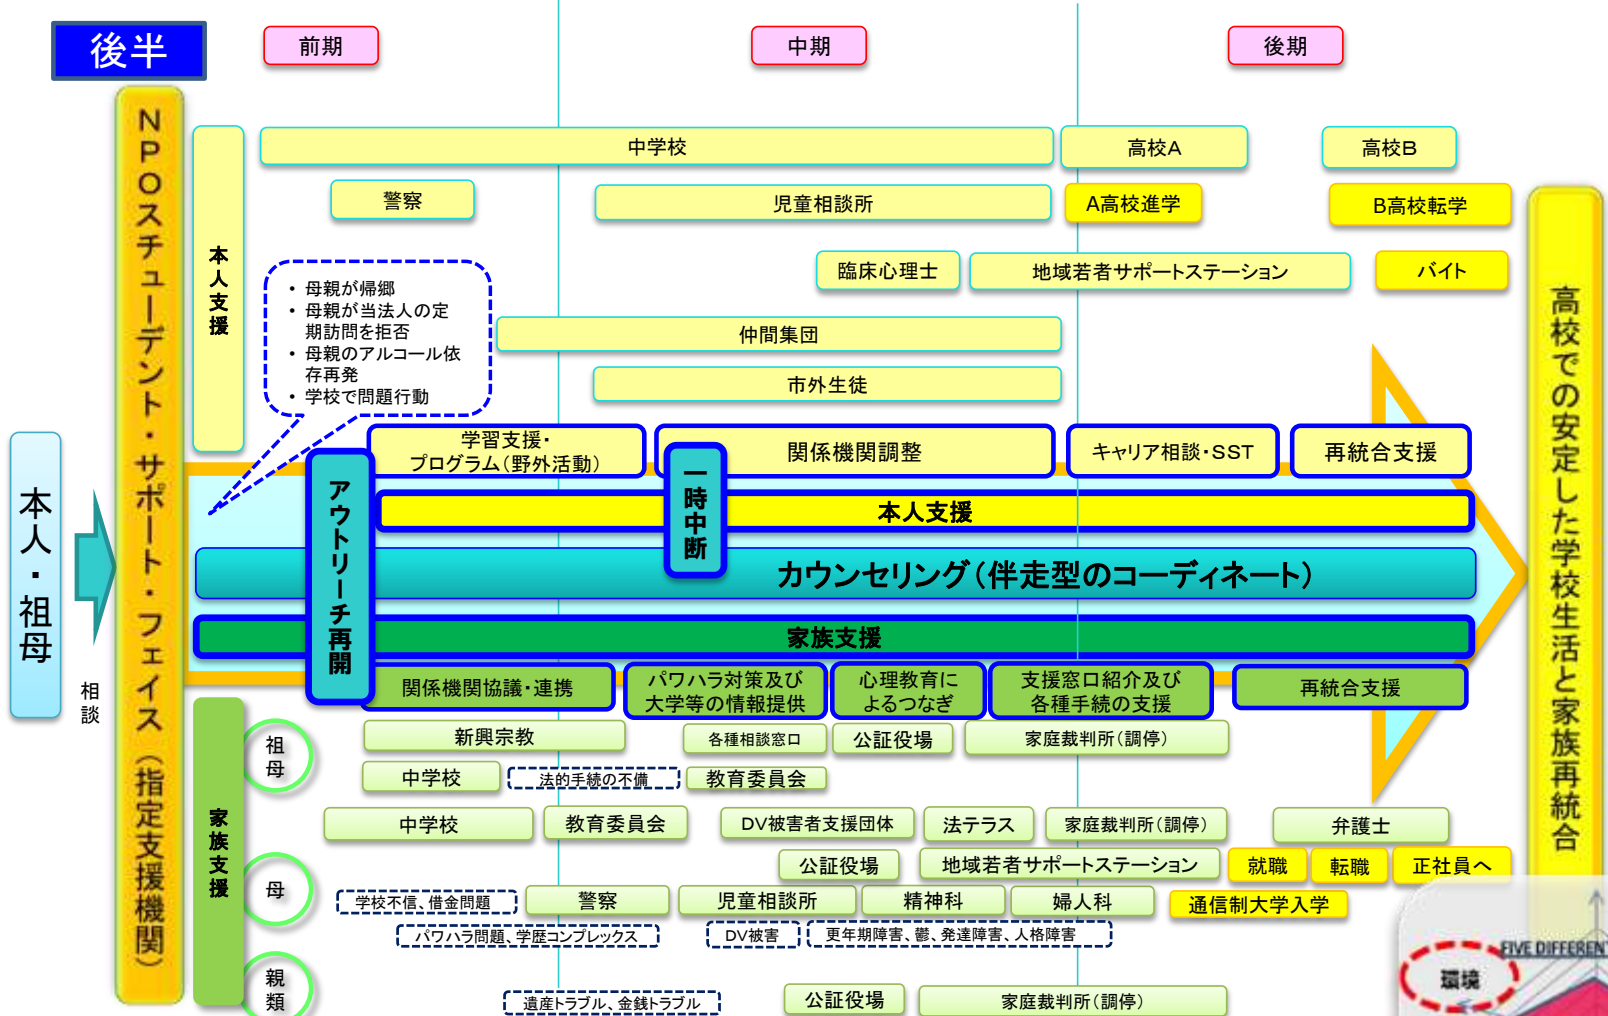 後半
前期
中期
後期
NPOスチューデント・サポート・フェイス(指定支援機関)
本人・祖母
相談
本人支援
中学校
高校A
高校B
警察
児童相談所
A高校進学
B高校転学
臨床心理士
地域若者サポートステーション
バイト
・ 母親が帰郷
・ 母親が当法人の定
期訪問を拒否
・ 母親のアルコール依
存再発
・ 学校で問題行動
仲間集団
市外生徒
学習支援・
プログラム(野外活動)
関係機関調整
キャリア相談・SST
再統合支援
アウトリーチ再開
一時中断
本人支援
カウンセリング(伴走型のコーディネート)
家族支援
関係機関協議・連携
パワハラ対策及び
大学等の情報提供
心理教育に
よるつなぎ
支援窓口紹介及び
各種手続の支援
再統合支援
高校での安定した学校生活と家族再統合
家族支援
祖母
新興宗教
各種相談窓口
公証役場
家庭裁判所(調停)
中学校
法的手続の不備
教育委員会
母
中学校
教育委員会
DV被害者支援団体
法テラス
家庭裁判所(調停)
弁護士
公証役場
地域若者サポートステーション
就職
転職
正社員へ
学校不信、借金問題
警察
児童相談所
精神科
婦人科
通信制大学入学
パワハラ問題、学歴コンプレックス
DV被害
更年期障害、鬱、発達障害、人格障害
親類
遺産トラブル、金銭トラブル
公証役場
家庭裁判所(調停)
FIVE DIFFERENT
環境